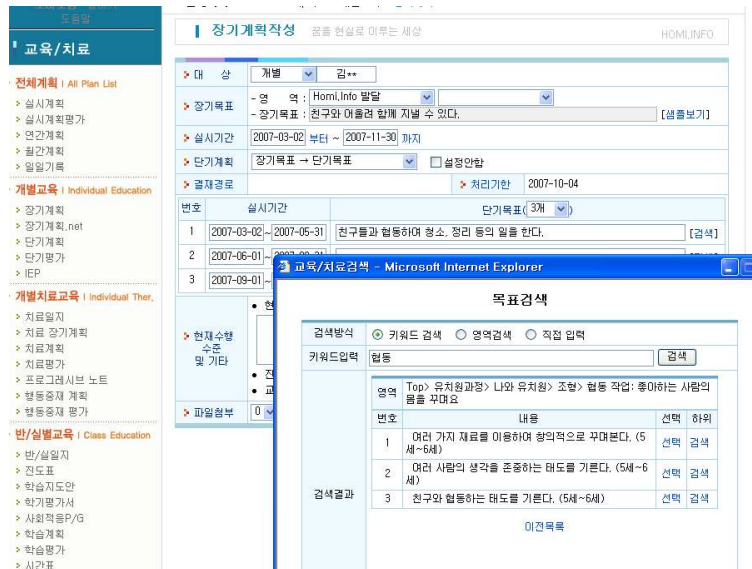 도움말
교육/치료
전체계획 | All Plan List
실시계획
실시계획평가
연간계획
월간계획
일일기록
개별교육 | Individual Education
장기계획
장기계획.net
단기계획
단기평가
IEP
개별치료교육 | Individual Ther.
치료일지
치료 장기계획
치료계획
치료평가
프로그레시브 노트
행동중재 계획
행동중재 평가
반/실별교육 | Class Education
반/실일지
진도표
학습지도안
학기평가서
사회적응P/G
학습계획
학습평가
시간표
장기계획작성 꿈을 현실로 이루는 세상 HOMI.INFO
대 상 개별 김**
장기목표 - 영 역 : Homi.Info 발달
- 장기목표 : 친구와 어울려 함께 지낼 수 있다. [샘플보기]
실시기간 2007-03-02 부터 ~ 2007-11-30 까지
단기계획 장기목표 → 단기목표 설정안함
결재경로 처리기한 2007-10-04
번호 실시기간 단기목표( 3개 )
1 2007-03-02 ~ 2007-05-31 친구들과 협동하여 청소, 정리 등의 일을 한다. [검색]
2 2007-06-01 ~
3 2007-09-01 ~
현재수행
수준
및 기타
파일첨부 0
교육/치료검색 - Microsoft Internet Explorer
목표검색
검색방식 키워드 검색 영역검색 직접 입력
키워드입력 협동 검색
검색결과
영역 Top> 유치원과정> 나와 유치원> 조형> 협동 작업: 좋아하는 사람의
몸을 꾸며요
번호 내용 선택 하위
1 여러 가지 재료를 이용하여 창의적으로 꾸며본다. (5
세~6세) 선택 검색
2 여러 사람의 생각을 존중하는 태도를 기른다. (5세~6
세) 선택 검색
3 친구와 협동하는 태도를 기른다. (5세~6세) 선택 검색
이전목록